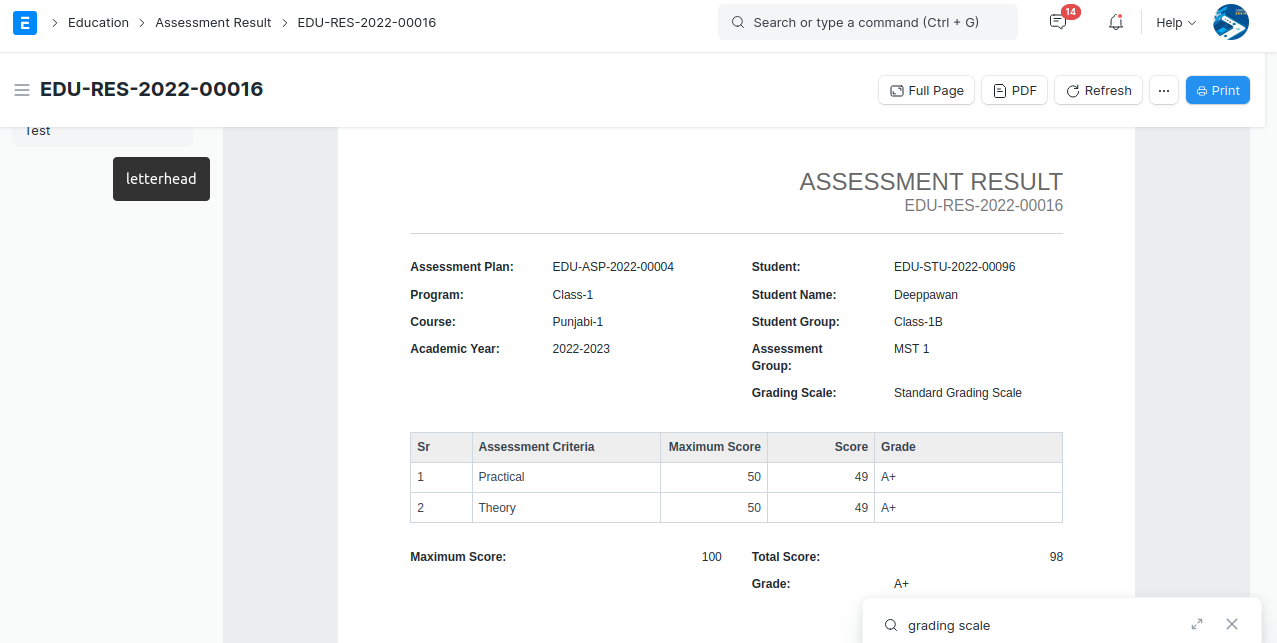 E Education Assessment Result EDU-RES-2022-00016 Search or type a command (Ctrl + G) 14 Help
EDU-RES-2022-00016 Full Page PDF Refresh ... Print
Test
letterhead
ASSESSMENT RESULT
EDU-RES-2022-00016
Assessment Plan: EDU-ASP-2022-00004 Student: EDU-STU-2022-00096
Program: Class-1 Student Name: Deeppawan
Course: Punjabi-1 Student Group: Class-1B
Academic Year: 2022-2023 Assessment Group: MST 1
Grading Scale: Standard Grading Scale
Sr Assessment Criteria Maximum Score Score Grade
1 Practical 50 49 A+
2 Theory 50 49 A+
Maximum Score: 100 Total Score: 98
Grade: A+
grading scale